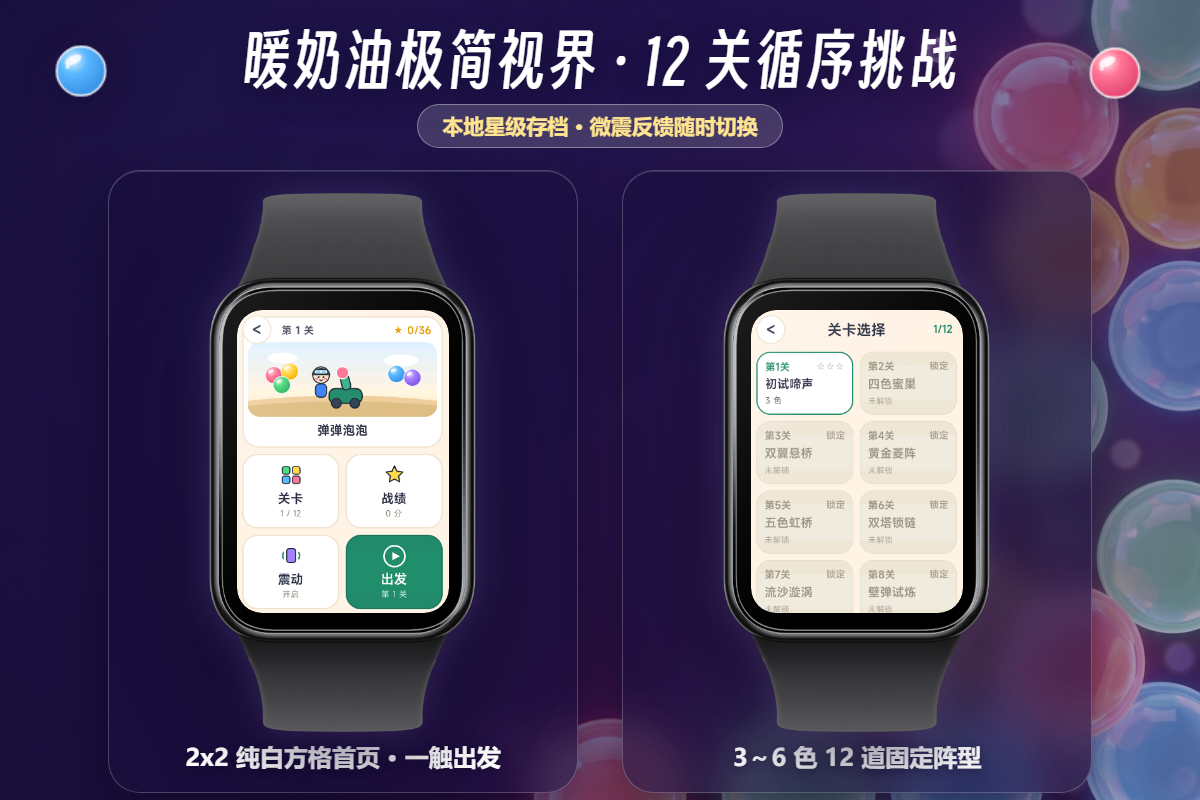 暖奶油极简视界 · 12 关循序挑战
本地星级存档 • 微震反馈随时切换
< 第 1 关 ★ 0/36
弹弹泡泡
关卡 战绩
1 / 12 0 分
震动 出发
开启 第 1 关
2x2 纯白方格首页 • 一触出发
< 关卡选择 1/12
第1关 ☆☆☆ 第2关 锁定
初试啼声 四色蜜巢
3 色 未解锁
第3关 锁定 第4关 锁定
双翼悬桥 黄金菱阵
未解锁 未解锁
第5关 锁定 第6关 锁定
五色虹桥 双塔锁链
未解锁 未解锁
第7关 锁定 第8关 锁定
流沙漩涡 壁弹试炼
未解锁 未解锁
3～6 色 12 道固定阵型